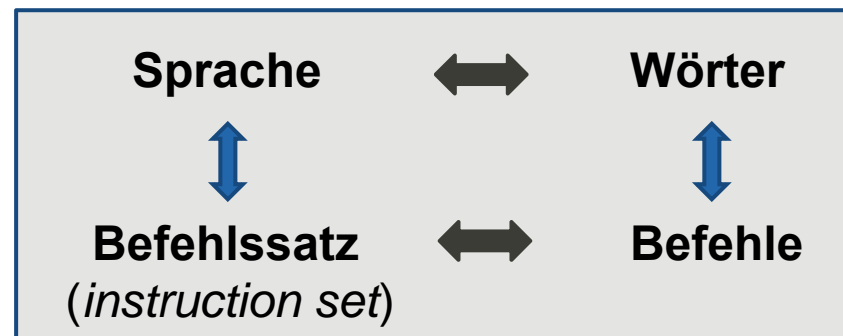 Sprache Wörter
Befehlssatz Befehle
(instruction set)